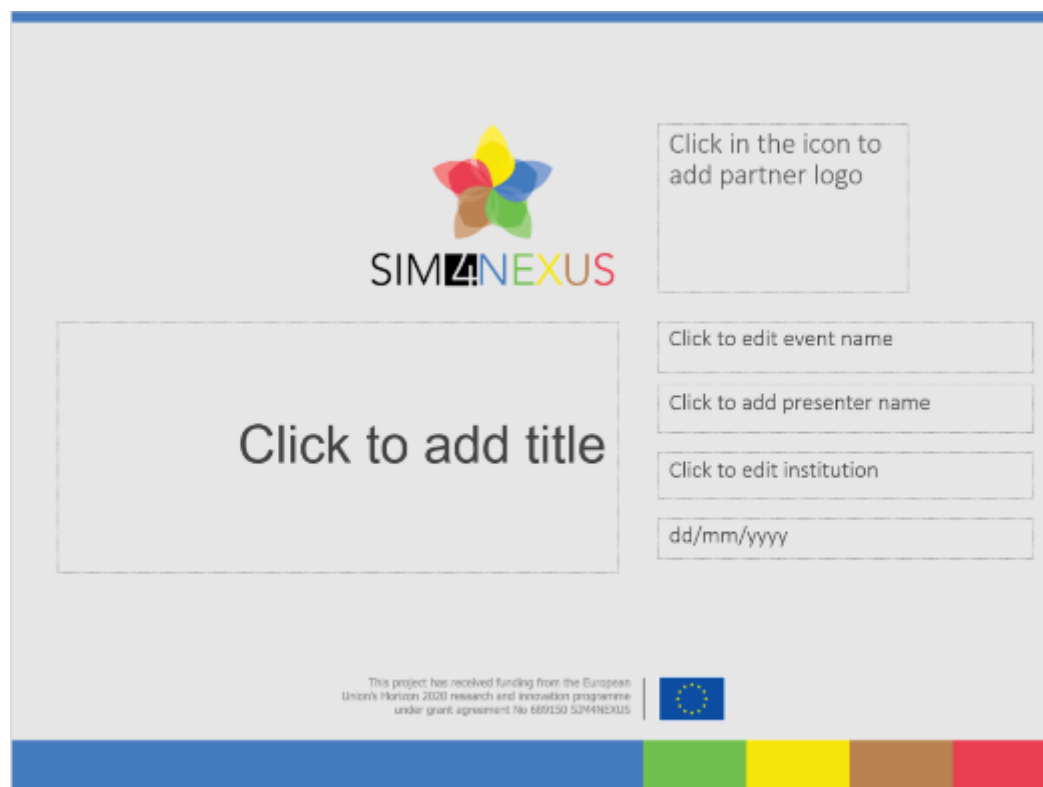 SIM4NEXUS
Click in the icon to
add partner logo
Click to add title
Click to edit event name
Click to add presenter name
Click to edit institution
dd/mm/yyyy
This project has received funding from the European
Union's Horizon 2020 research and innovation programme
under grant agreement No 689150 SIM4NEXUS